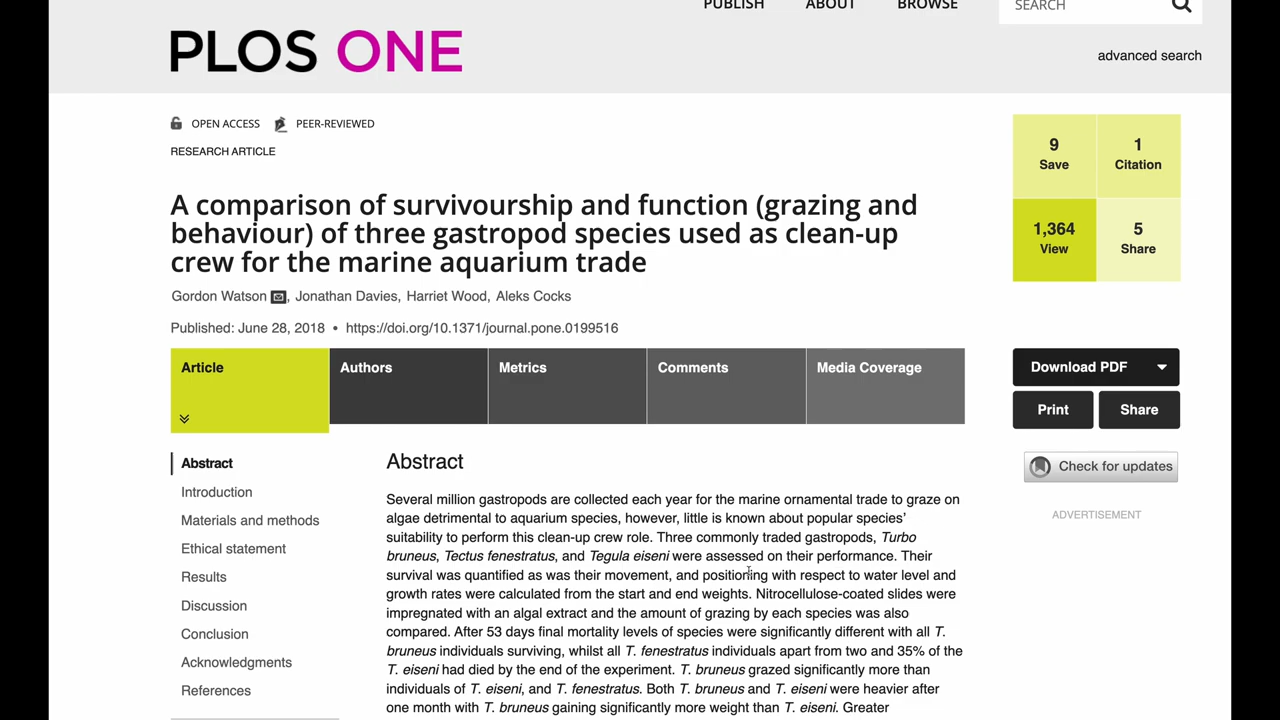 PUBLISH ABOUT BROWSE SEARCH
PLOS ONE
advanced search
OPEN ACCESS PEER-REVIEWED
RESEARCH ARTICLE
A comparison of survivourship and function (grazing and
behaviour) of three gastropod species used as clean-up
crew for the marine aquarium trade
Gordon Watson , Jonathan Davies, Harriet Wood, Aleks Cocks
Published: June 28, 2018 • https://doi.org/10.1371/journal.pone.0199516
9
Save
1
Citation
1,364
View
5
Share
Article Authors Metrics Comments Media Coverage
Download PDF
Print Share
Check for updates
ADVERTISEMENT
Abstract
Introduction
Materials and methods
Ethical statement
Results
Discussion
Conclusion
Acknowledgments
References
Abstract
Several million gastropods are collected each year for the marine ornamental trade to graze on
algae detrimental to aquarium species, however, little is known about popular species’
suitability to perform this clean-up crew role. Three commonly traded gastropods, Turbo
bruneus, Tectus fenestratus, and Tegula eiseni were assessed on their performance. Their
survival was quantified as was their movement, and positioning with respect to water level and
growth rates were calculated from the start and end weights. Nitrocellulose-coated slides were
impregnated with an algal extract and the amount of grazing by each species was also
compared. After 53 days final mortality levels of species were significantly different with all T.
bruneus individuals surviving, whilst all T. fenestratus individuals apart from two and 35% of the
T. eiseni had died by the end of the experiment. T. bruneus grazed significantly more than
individuals of T. eiseni, and T. fenestratus. Both T. bruneus and T. eiseni were heavier after
one month with T. bruneus gaining significantly more weight than T. eiseni. Greater